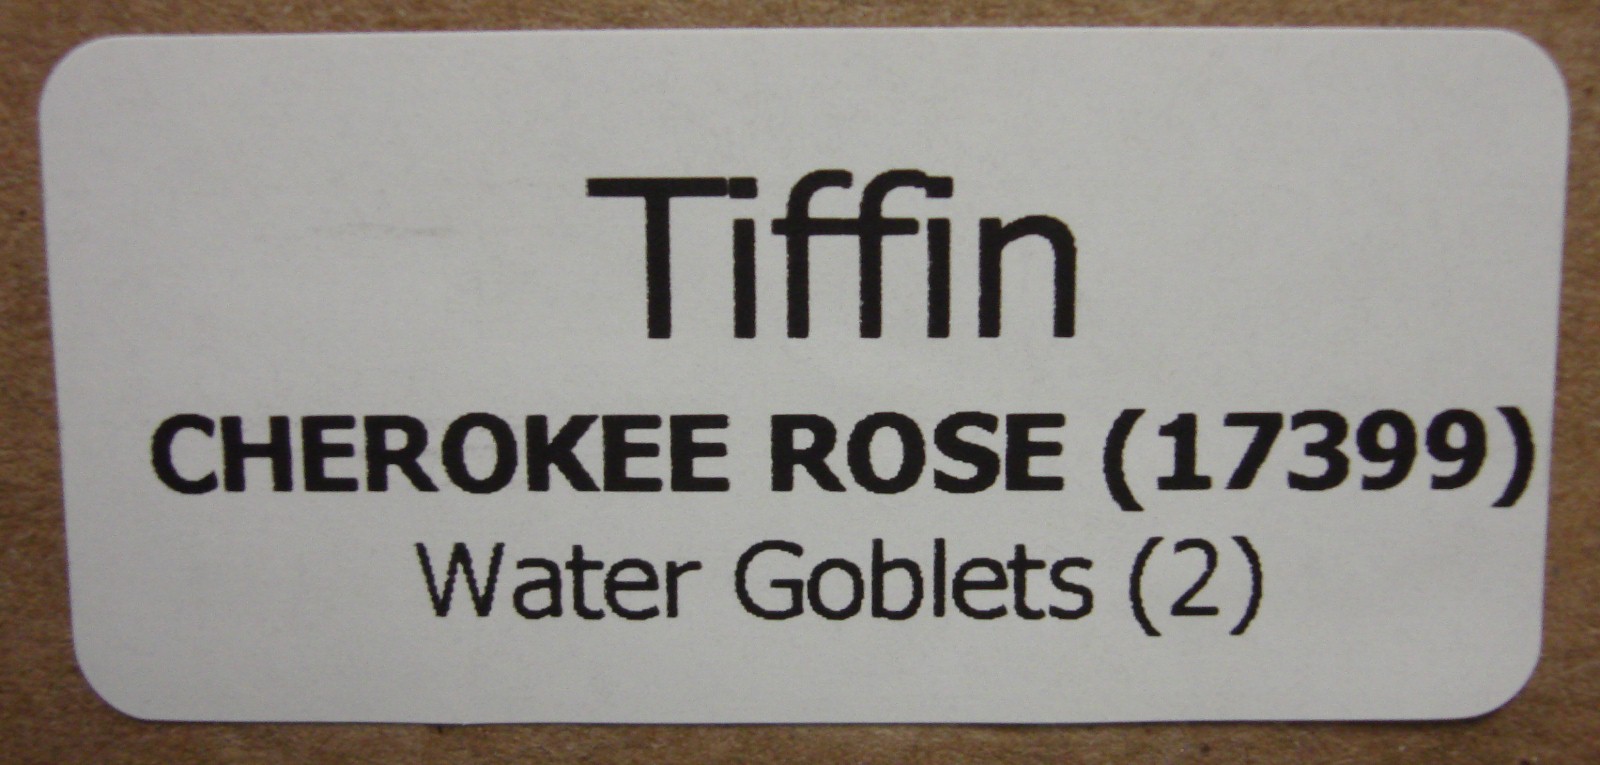 Tiffin
CHEROKEE ROSE (17399)
Water Goblets (2)